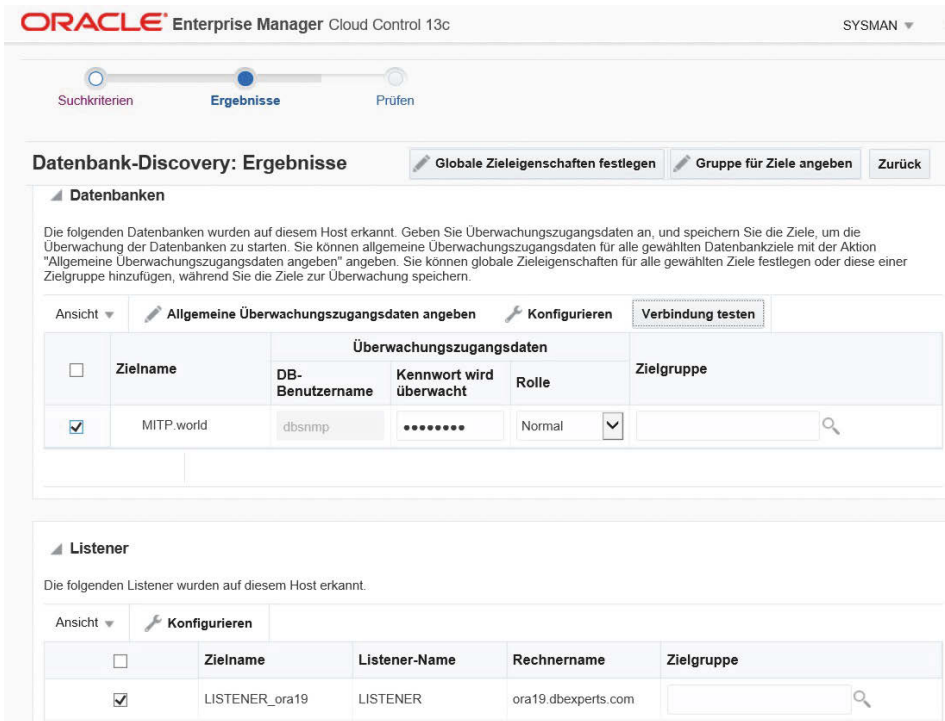 ORACLE Enterprise Manager Cloud Control 13c
SYSMAN
Suchkriterien
Ergebnisse
Prüfen
Datenbank-Discovery: Ergebnisse
Globale Zieleigenschaften festlegen
Gruppe für Ziele angeben
Zurück
Datenbanken
Die folgenden Datenbanken wurden auf diesem Host erkannt. Geben Sie Überwachungszugangsdaten an, und speichern Sie die Ziele, um die
Überwachung der Datenbanken zu starten. Sie können allgemeine Überwachungszugangsdaten für alle gewählten Datenbankziele mit der Aktion
"Allgemeine Überwachungszugangsdaten angeben" angeben. Sie können globale Zieleigenschaften für alle gewählten Ziele festlegen oder diese einer
Zielgruppe hinzufügen, während Sie die Ziele zur Überwachung speichern.
Ansicht
Allgemeine Überwachungszugangsdaten angeben
Konfigurieren
Verbindung testen
Zielname
Überwachungszugangsdaten
DB-
Benutzername
Kennwort wird
überwacht
Rolle
Zielgruppe
MITP.world
dbsnmp
••••••••
Normal
Listener
Die folgenden Listener wurden auf diesem Host erkannt.
Ansicht
Konfigurieren
Zielname
Listener-Name
Rechnername
Zielgruppe
LISTENER_ora19
LISTENER
ora19.dbexperts.com